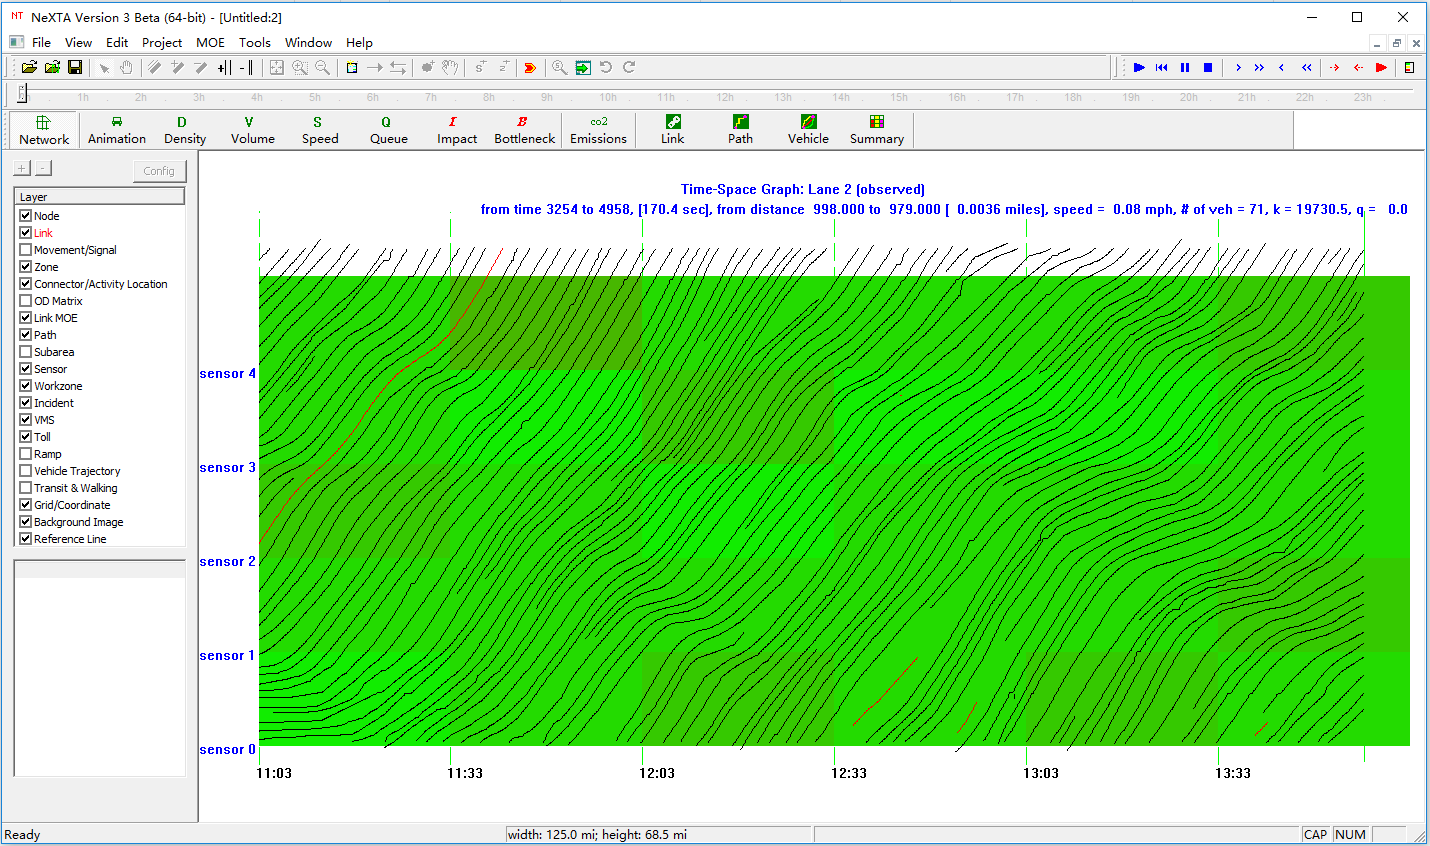 NT NeXTA Version 3 Beta (64-bit) - [Untitled:2]
File View Edit Project MOE Tools Window Help
1h 2h 3h 4h 5h 6h 7h 8h 9h 10h 11h 12h 13h 14h 15h 16h 17h 18h 19h 20h 21h 22h 23h
D V S Q I B co2
Network Animation Density Volume Speed Queue Impact Bottleneck Emissions Link Path Vehicle Summary
+ - Config
Layer
Node
Link
Movement/Signal
Zone
Connector/Activity Location
OD Matrix
Link MOE
Path
Subarea
Sensor
Workzone
Incident
VMS
Toll
Ramp
Vehicle Trajectory
Transit & Walking
Grid/Coordinate
Background Image
Reference Line
Time-Space Graph: Lane 2 (observed)
from time 3254 to 4958, [170.4 sec], from distance 998.000 to 979.000 [ 0.0036 miles], speed = 0.08 mph, # of veh = 71, k = 19730.5, q = 0.0
sensor 4
sensor 3
sensor 2
sensor 1
sensor 0
11:03 11:33 12:03 12:33 13:03 13:33
Ready width: 125.0 mi; height: 68.5 mi CAP NUM